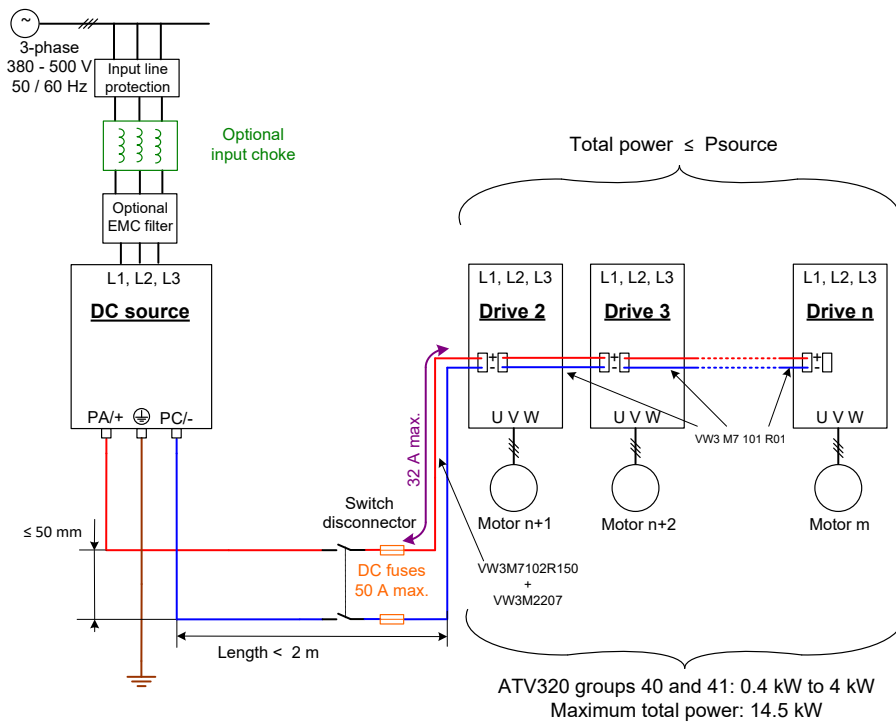 ~
3-phase
380 - 500 V
50 / 60 Hz
Input line
protection
Optional
input choke
Optional
EMC filter
L1, L2, L3
DC source
PA/+
PC/-
Total power ≤ Psource
L1, L2, L3
Drive 2
+
-
U V W
Motor n+1
L1, L2, L3
Drive 3
+
-
U V W
Motor n+2
L1, L2, L3
Drive n
+
-
U V W
Motor m
VW3 M7 101 R01
32 A max.
Switch
disconnector
≤ 50 mm
DC fuses
50 A max.
VW3M7102R150
+
VW3M2207
Length < 2 m
ATV320 groups 40 and 41: 0.4 kW to 4 kW
Maximum total power: 14.5 kW